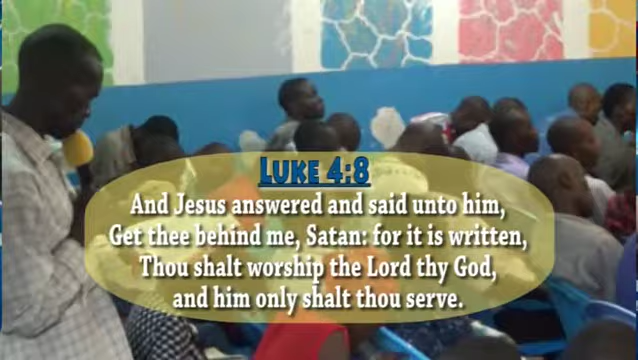 LUKE 4:8
And Jesus answered and said unto him,
Get thee behind me, Satan: for it is written,
Thou shalt worship the Lord thy God,
and him only shalt thou serve.